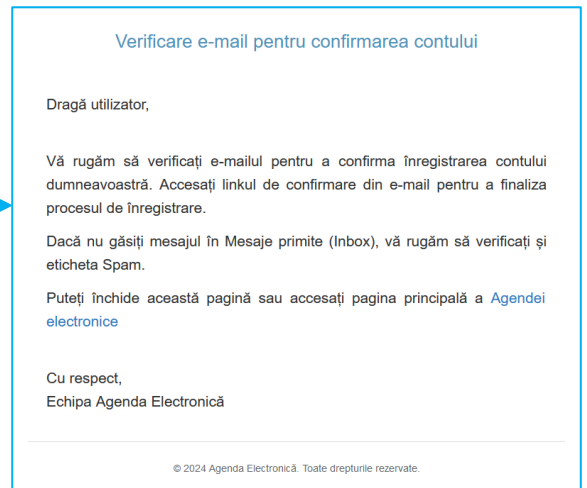 Verificare e-mail pentru confirmarea contului
Dragă utilizator,
Vă rugăm să verificați e-mailul pentru a confirma înregistrarea contului
dumneavoastră. Accesați linkul de confirmare din e-mail pentru a finaliza
procesul de înregistrare.
Dacă nu găsiți mesajul în Mesaje primite (Inbox), vă rugăm să verificați și
eticheta Spam.
Puteți închide această pagină sau accesați pagina principală a Agendei
electronice
Cu respect,
Echipa Agenda Electronică
© 2024 Agenda Electronică. Toate drepturile rezervate.